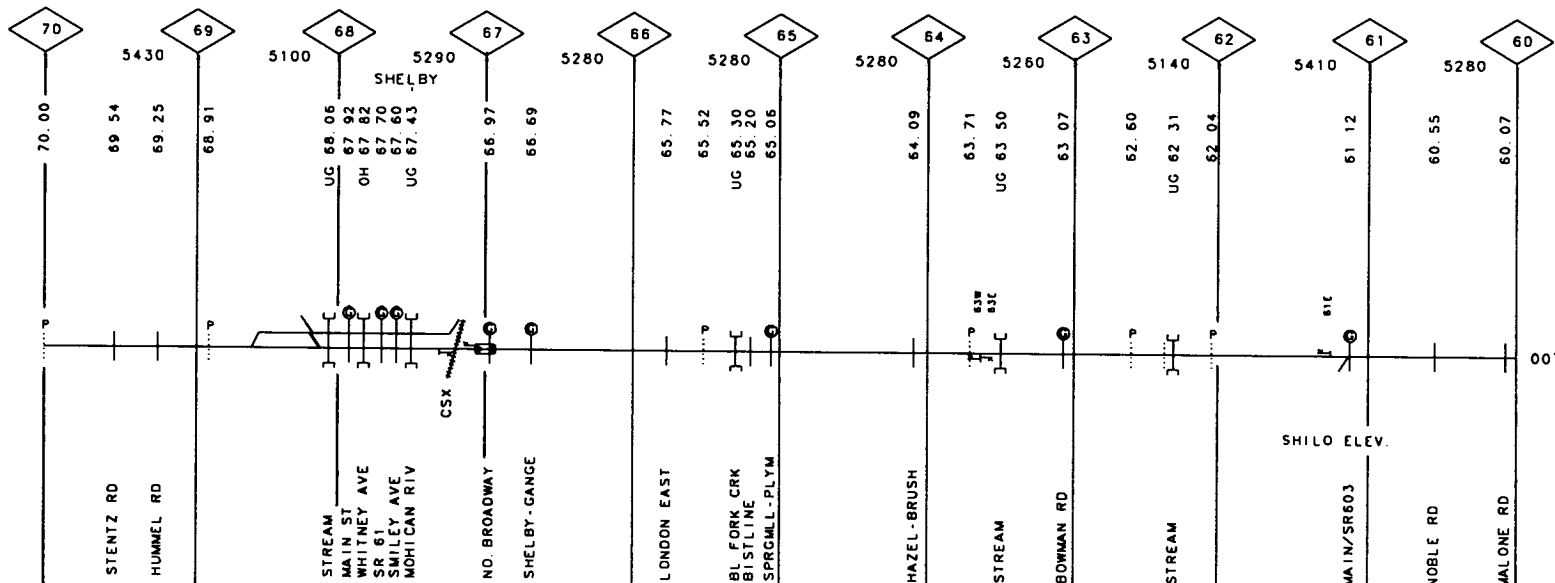 70
69
68
67
66
65
64
63
62
61
60
5430
5100
5290
5280
5280
5280
5260
5140
5410
5280
SHELBY
70.00
69 54
69.25
68.91
UG 68.06
67 92
OH 67 82
67 70
67.60
UG 67.43
66.97
66.69
65.77
65.52
UG 65.30
65.20
65.06
64.09
63.71
UG 63 50
63 07
62.60
UG 62 31
62 04
61 12
60.55
60.07
P
P
G
G
G
G
G
P
G
P
63W
63E
G
P
P
61E
G
00
CSX
SHILO ELEV.
STENTZ RD
HUMMEL RD
STREAM
MAIN ST
WHITNEY AVE
SR 61
SMILEY AVE
MOHICAN RIV
NO. BROADWAY
SHELBY-GANGE
LONDON EAST
BL FORK CRK
BISTLINE
SPRGMLL-PLYM
HAZEL-BRUSH
STREAM
BOWMAN RD
STREAM
MAIN/SR603
NOBLE RD
MALONE RD